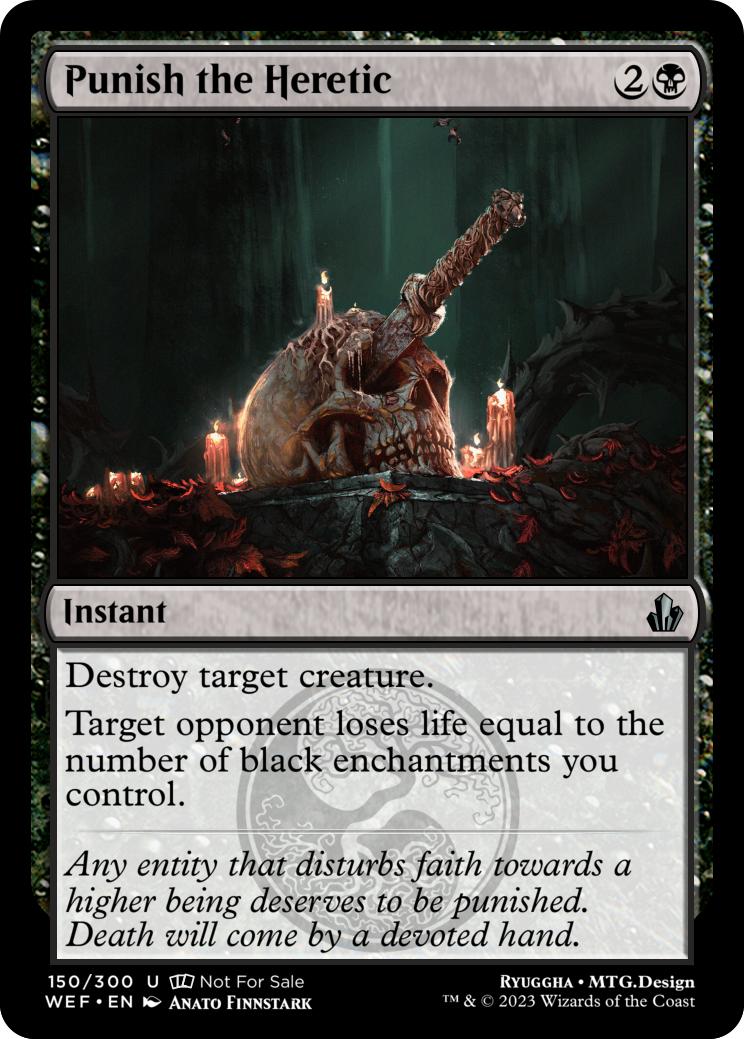 Punish the Heretic 2
Instant
Destroy target creature.
Target opponent loses life equal to the
number of black enchantments you
control.
Any entity that disturbs faith towards a
higher being deserves to be punished.
Death will come by a devoted hand.
150/300 U Not For Sale
WEF • EN Anato Finnstark
Ryuggha • MTG.Design
™ & © 2023 Wizards of the Coast